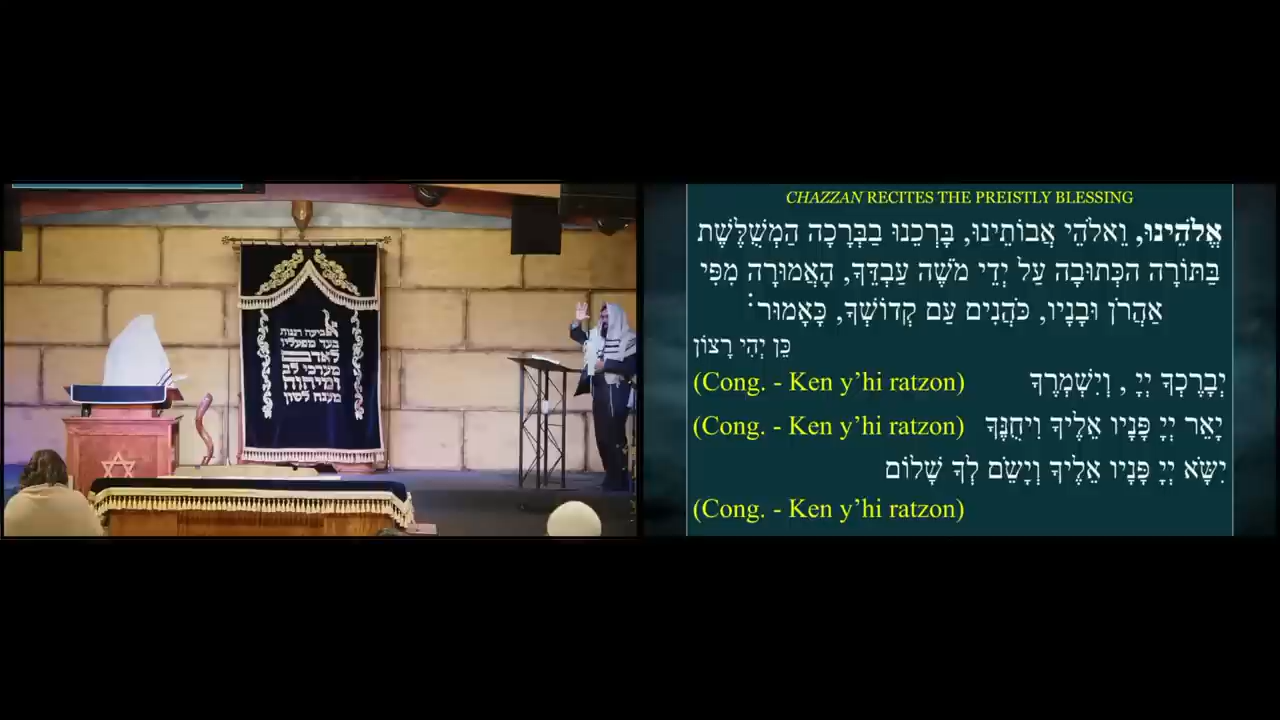 CHAZZAN RECITES THE PREISTLY BLESSING
אֱלֹהֵינוּ, וֵאלֹהֵי אֲבוֹתֵינוּ, בָּרְכֵנוּ בַבְּרָכָה הַמְשֻׁלֶּשֶׁת
בַּתּוֹרָה הכְּתוּבָה עַל יְדֵי מֹשֶׁה עַבְדֶּךָ, הָאֲמוּרָה מִפִּי
אַהֲרֹן וּבָנָיו, כֹּהֲנִים עַם קְדוֹשֶׁךָ, כָּאָמוּר:
כֵּן יְהִי רָצוֹן
יְבָרֶכְךָ יְיָ , וְיִשְׁמְרֶךָ (Cong. - Ken y’hi ratzon)
יָאֵר יְיָ פָּנָיו אֵלֶיךָ וִיחֻנֶּךָּ (Cong. - Ken y’hi ratzon)
יִשָּׂא יְיָ פָּנָיו אֵלֶיךָ וְיָשֵׂם לְךָ שָׁלוֹם
(Cong. - Ken y’hi ratzon)